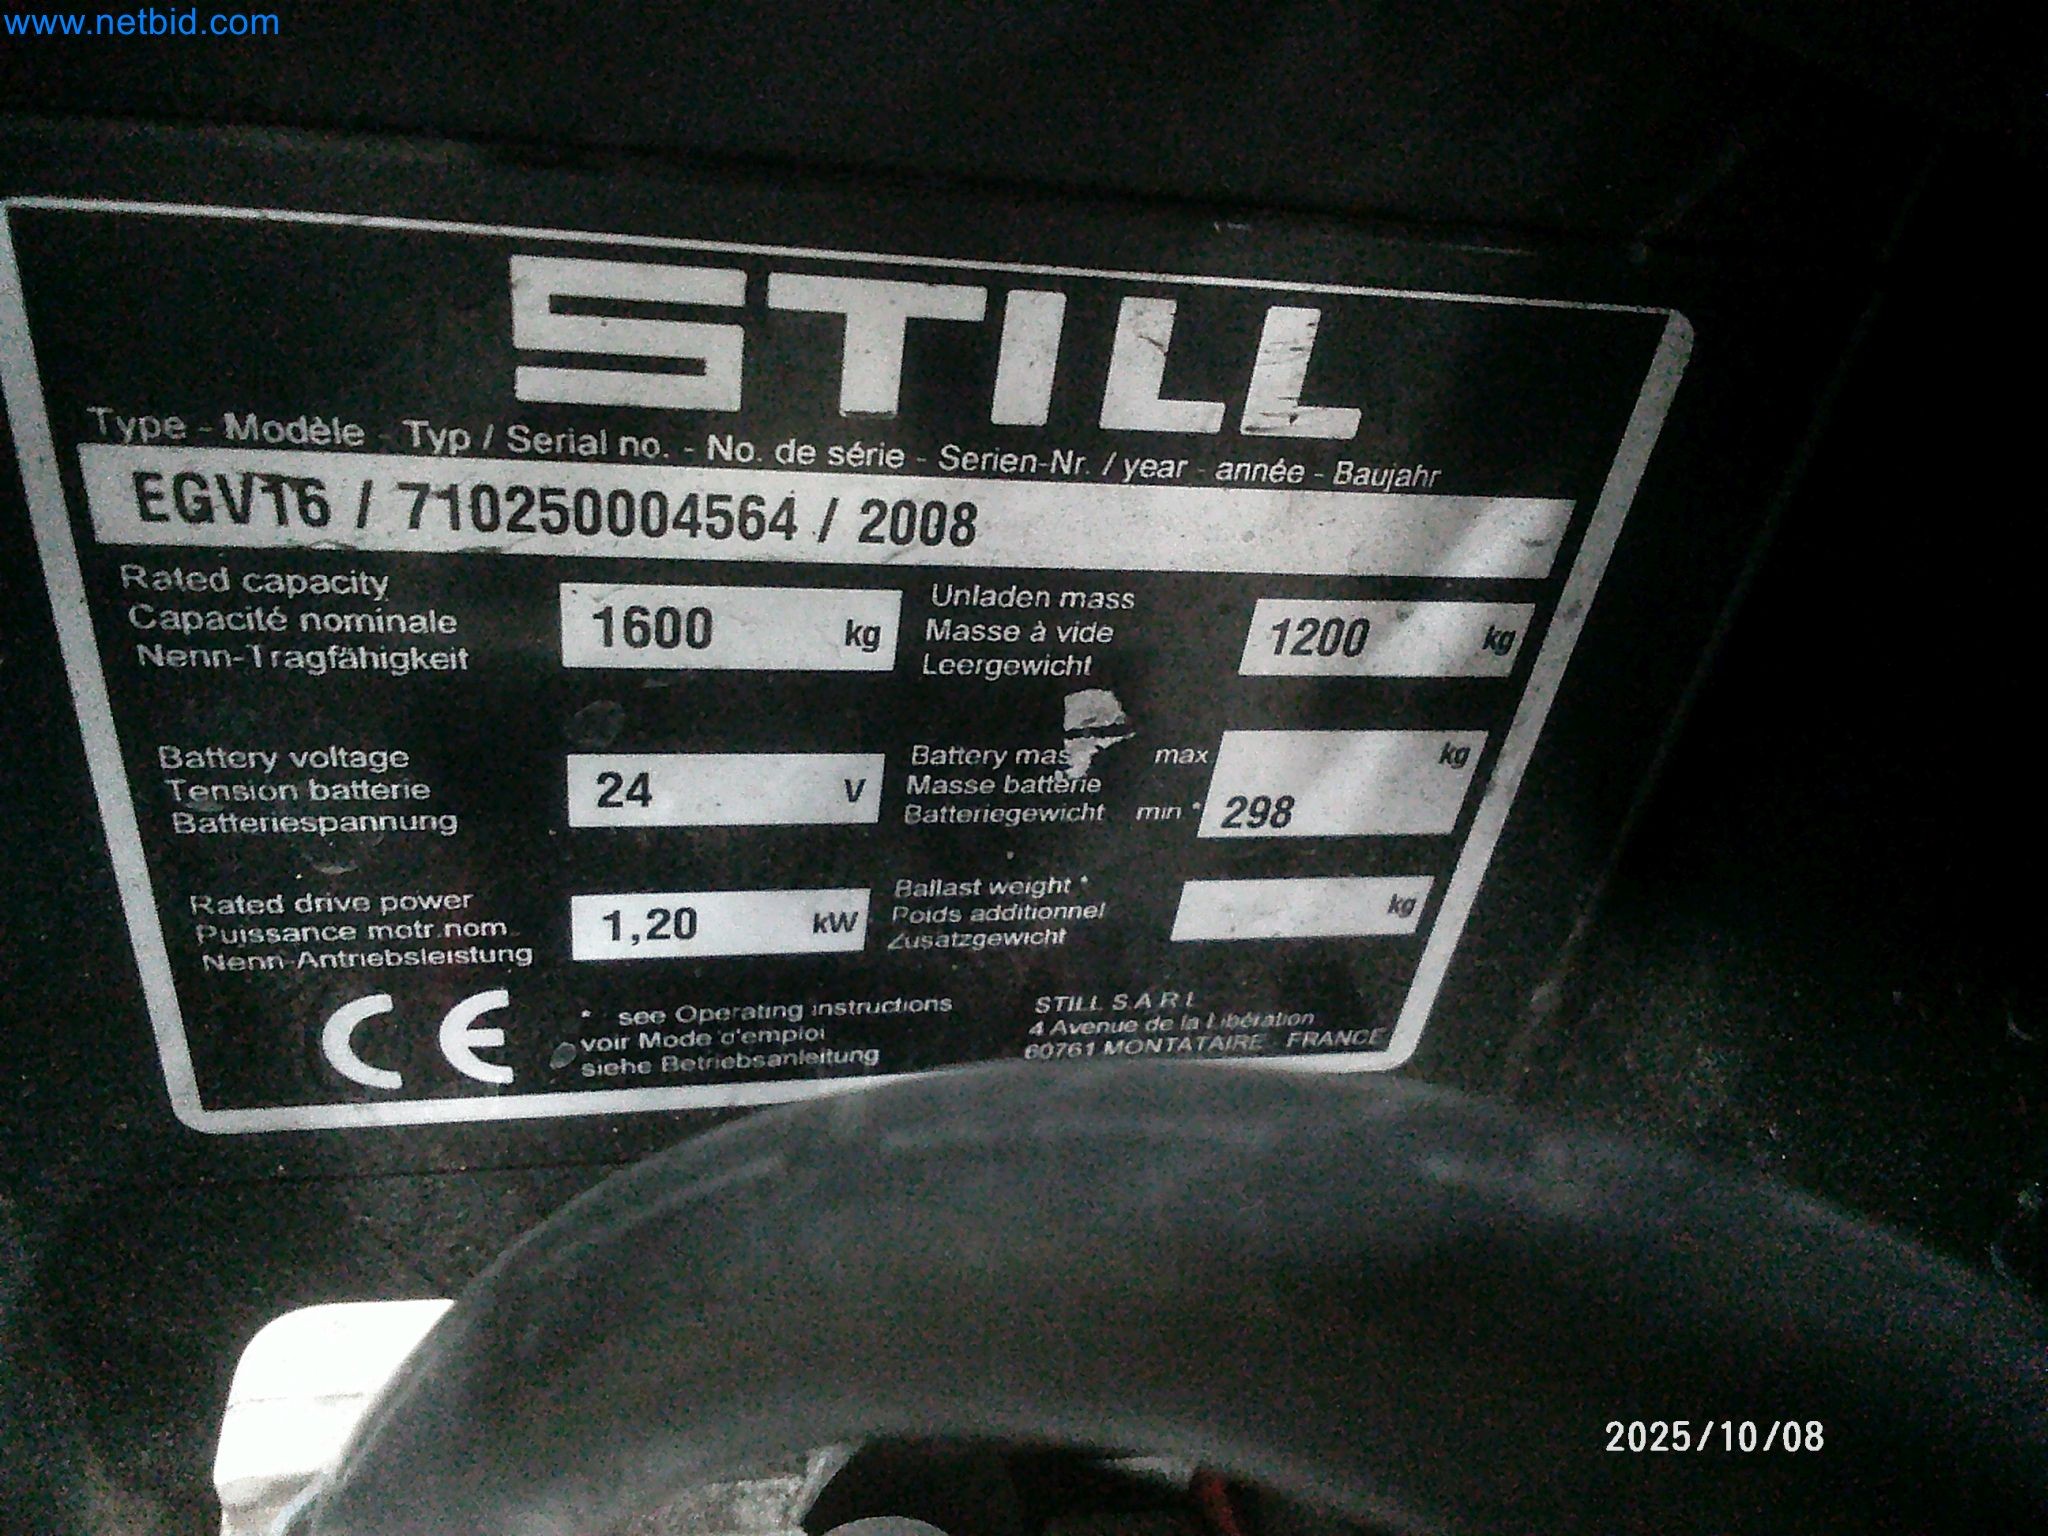 www.netbid.com
STILL
Type - Modèle - Typ / Serial no. - No. de série - Serien-Nr. / year - année - Baujahr
EGV16 / 710250004564 / 2008
Rated capacity
Capacité nominale
Nenn-Tragfähigkeit
1600 kg
Unladen mass
Masse à vide
Leergewicht
1200 kg
Battery voltage
Tension batterie
Batteriespannung
24 V
Battery mas max kg
Masse batterie
Batteriegewicht min * 298
Rated drive power
Puissance motr.nom.
Nenn-Antriebsleistung
1,20 kW
Ballast weight *
Poids additionnel
Zusatzgewicht
kg
CE
* see Operating instructions
voir Mode d'emploi
siehe Betriebsanleitung
STILL S.A.R.L
4 Avenue de la Libération
60761 MONTATAIRE FRANCE
2025/10/08